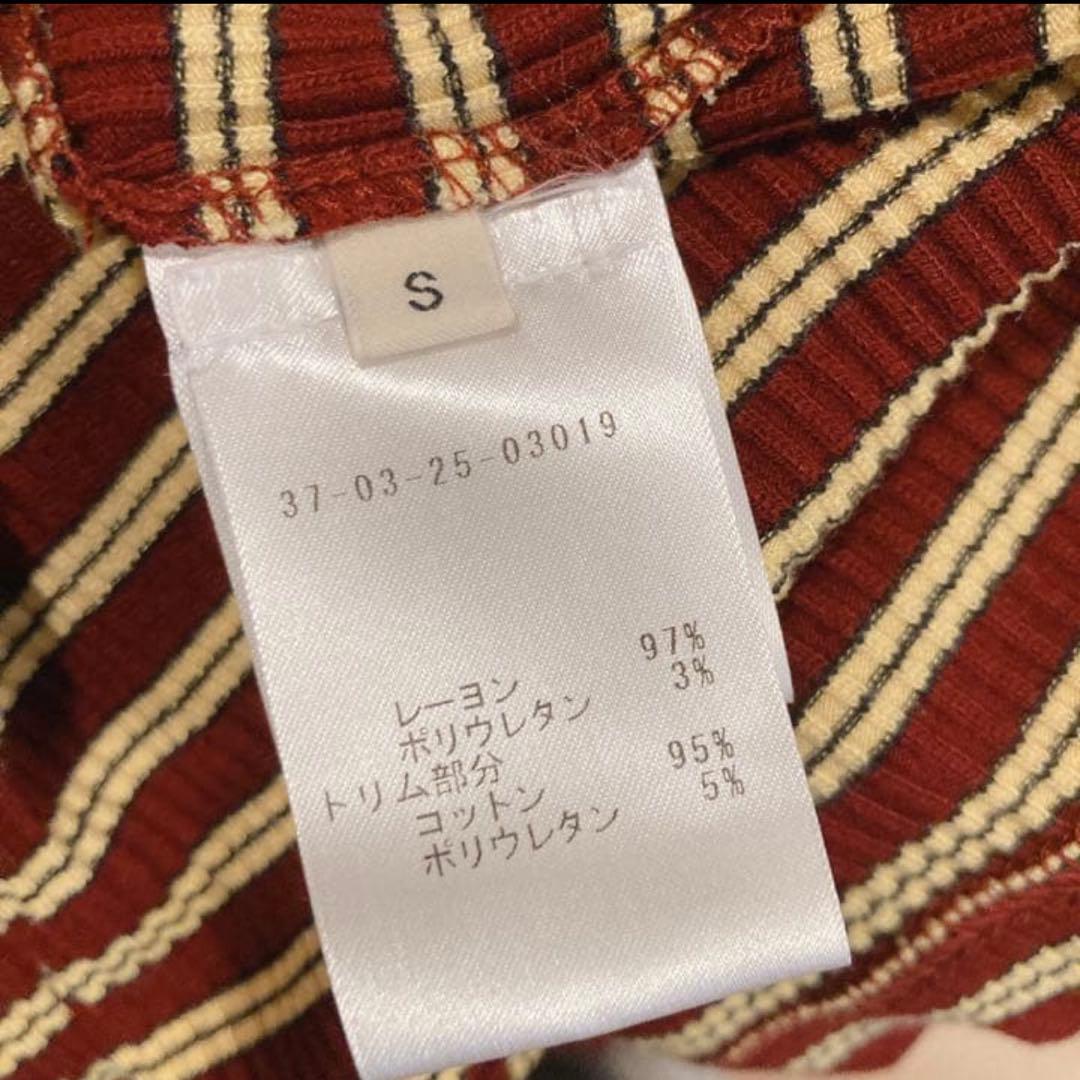 S
37-03-25-03019
レーヨン 97%
ポリウレタン 3%
トリム部分
コットン 95%
ポリウレタン 5%